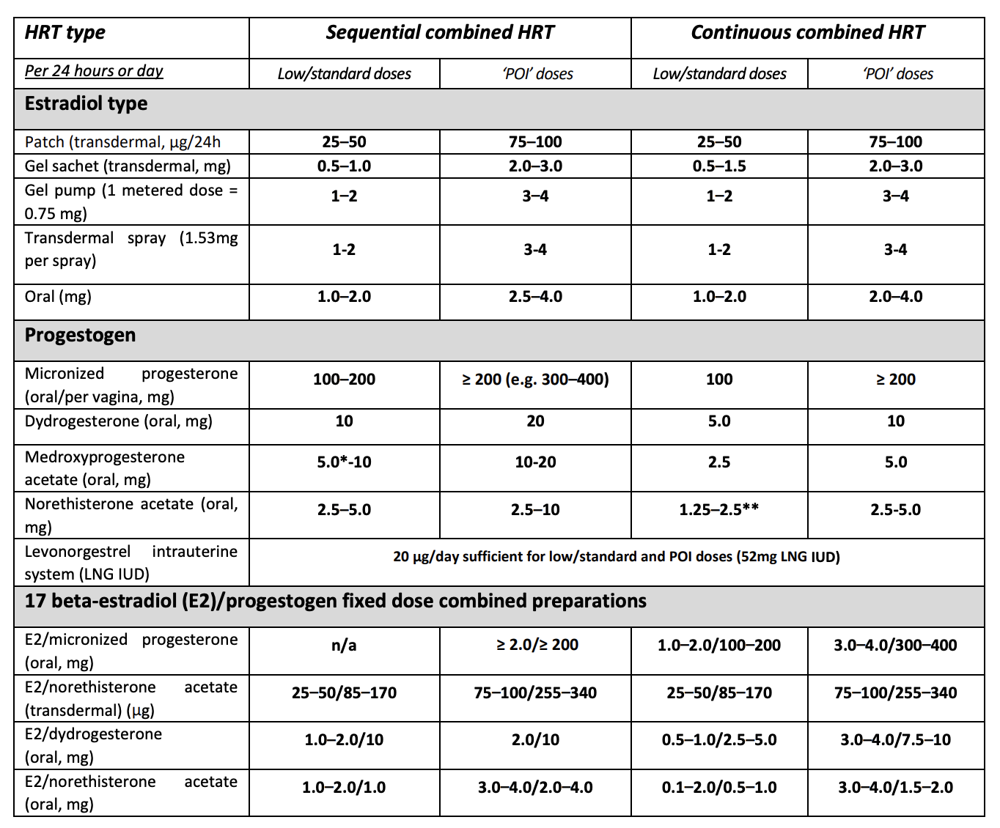 HRT type Sequential combined HRT Continuous combined HRT
Per 24 hours or day Low/standard doses ‘POI’ doses Low/standard doses ‘POI’ doses
Estradiol type
Patch (transdermal, µg/24h 25–50 75–100 25–50 75–100
Gel sachet (transdermal, mg) 0.5–1.0 2.0–3.0 0.5–1.5 2.0–3.0
Gel pump (1 metered dose =
0.75 mg) 1–2 3–4 1–2 3–4
Transdermal spray (1.53mg
per spray) 1-2 3-4 1-2 3-4
Oral (mg) 1.0–2.0 2.5–4.0 1.0–2.0 2.0–4.0
Progestogen
Micronized progesterone
(oral/per vagina, mg) 100–200 ≥ 200 (e.g. 300–400) 100 ≥ 200
Dydrogesterone (oral, mg) 10 20 5.0 10
Medroxyprogesterone
acetate (oral, mg) 5.0*-10 10-20 2.5 5.0
Norethisterone acetate (oral,
mg) 2.5–5.0 2.5–10 1.25–2.5** 2.5-5.0
Levonorgestrel intrauterine
system (LNG IUD) 20 µg/day sufficient for low/standard and POI doses (52mg LNG IUD)
17 beta-estradiol (E2)/progestogen fixed dose combined preparations
E2/micronized progesterone
(oral, mg) n/a ≥ 2.0/≥ 200 1.0–2.0/100–200 3.0–4.0/300–400
E2/norethisterone acetate
(transdermal) (µg) 25–50/85–170 75–100/255–340 25–50/85–170 75–100/255–340
E2/dydrogesterone
(oral, mg) 1.0–2.0/10 2.0/10 0.5–1.0/2.5–5.0 3.0–4.0/7.5–10
E2/norethisterone acetate
(oral, mg) 1.0–2.0/1.0 3.0–4.0/2.0–4.0 0.1–2.0/0.5–1.0 3.0–4.0/1.5–2.0